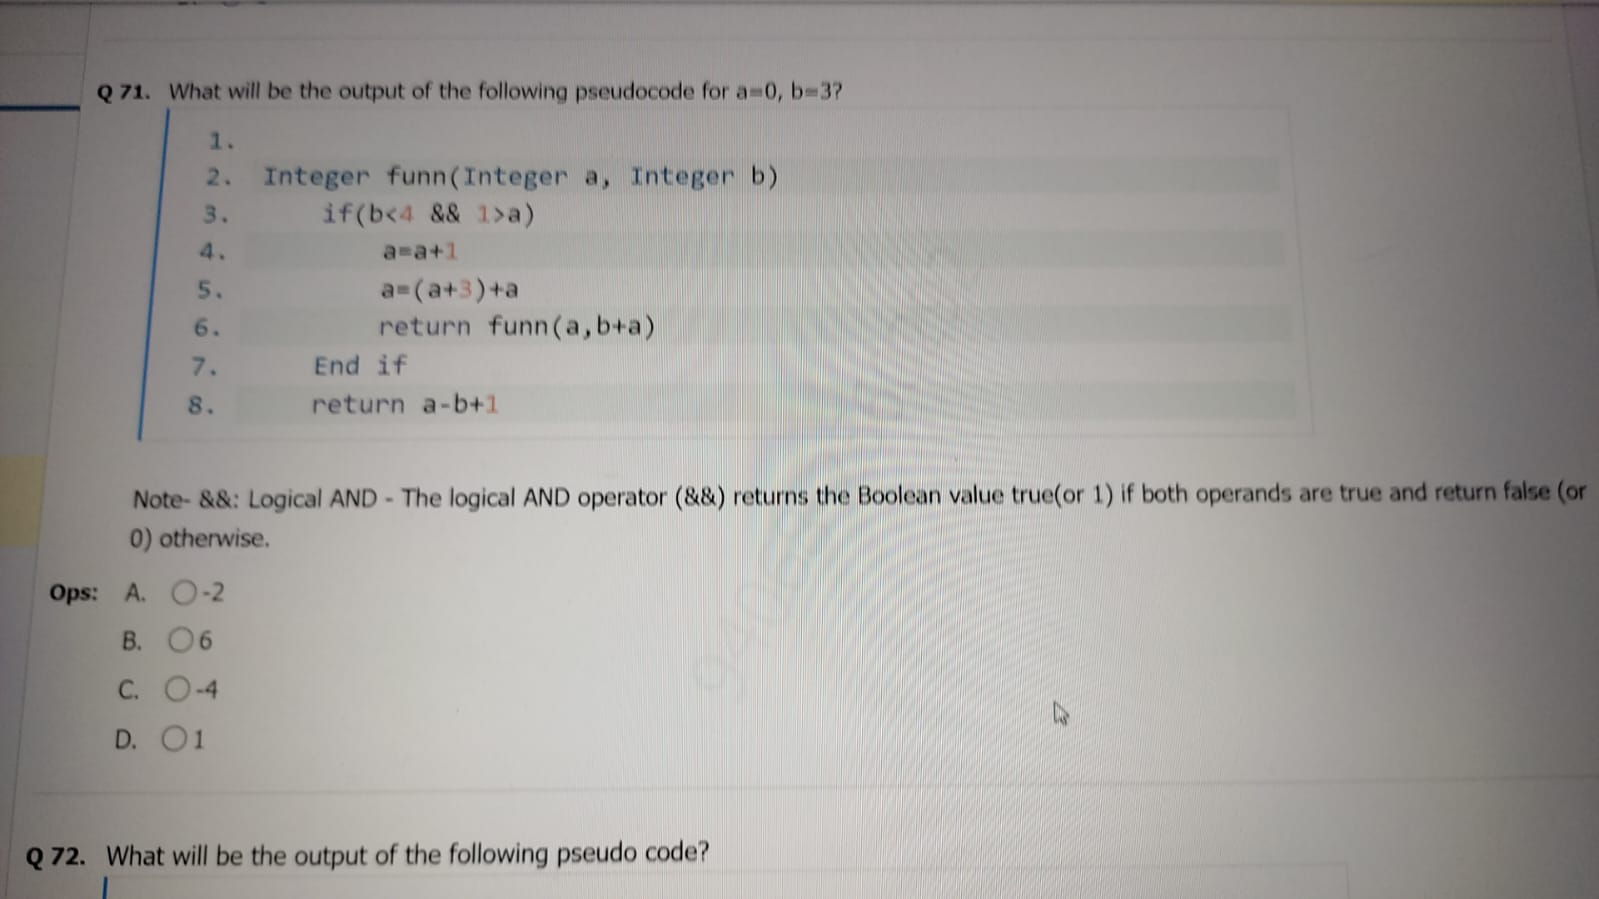 Q 71. What will be the output of the following pseudocode for a=0, b=3?
1.
2. Integer funn(Integer a, Integer b)
3. if(b<4 && 1>a)
4. a=a+1
5. a=(a+3)+a
6. return funn(a,b+a)
7. End if
8. return a-b+1
Note- &&: Logical AND - The logical AND operator (&&) returns the Boolean value true(or 1) if both operands are true and return false (or
0) otherwise.
Ops: A. -2
B. 6
C. -4
D. 1
Q 72. What will be the output of the following pseudo code?